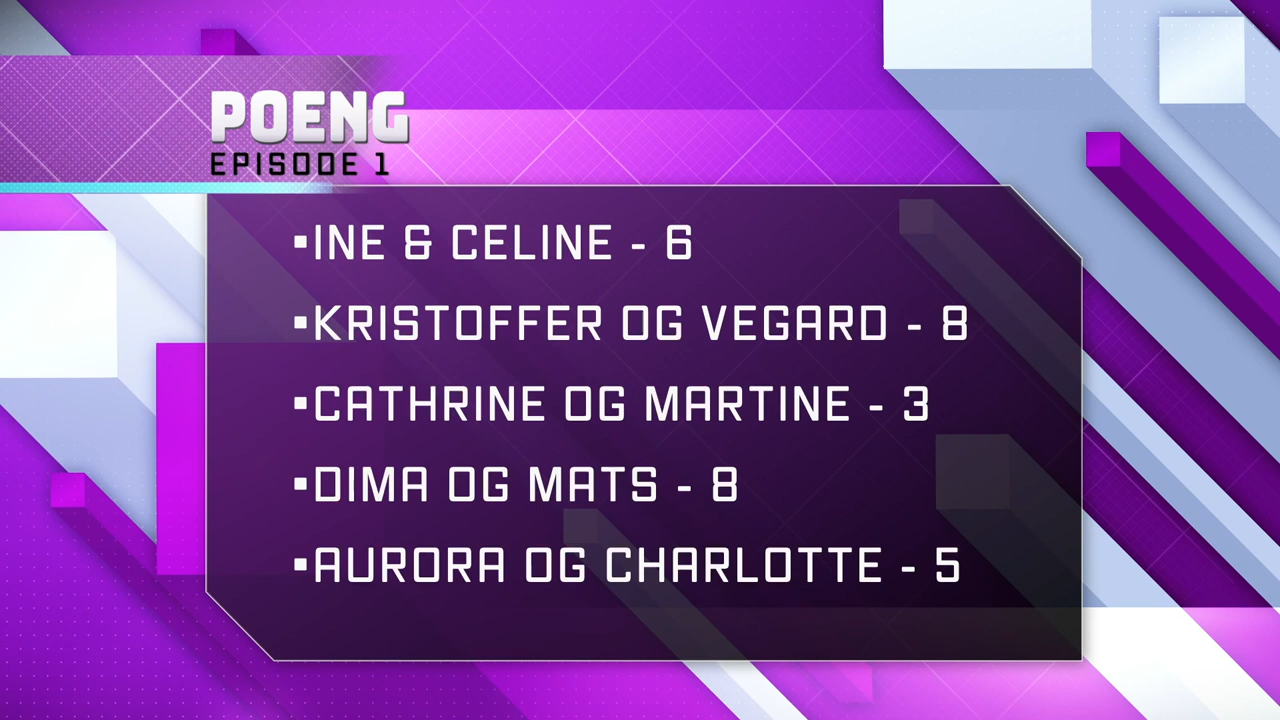 POENG
EPISODE 1
▪INE & CELINE - 6
▪KRISTOFFER OG VEGARD - 8
▪CATHRINE OG MARTINE - 3
▪DIMA OG MATS - 8
▪AURORA OG CHARLOTTE - 5